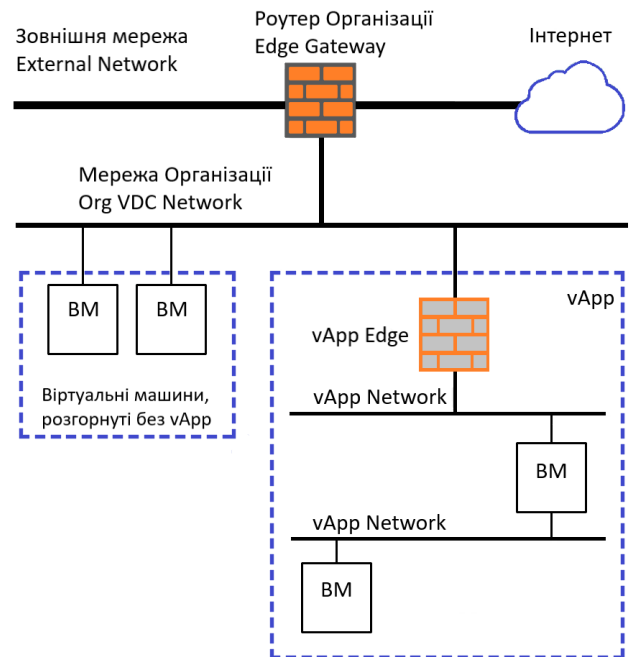 Зовнішня мережа
External Network
Роутер Організації
Edge Gateway
Інтернет
Мережа Організації
Org VDC Network
ВМ
ВМ
Віртуальні машини,
розгорнуті без vApp
vApp
vApp Edge
vApp Network
ВМ
vApp Network
ВМ